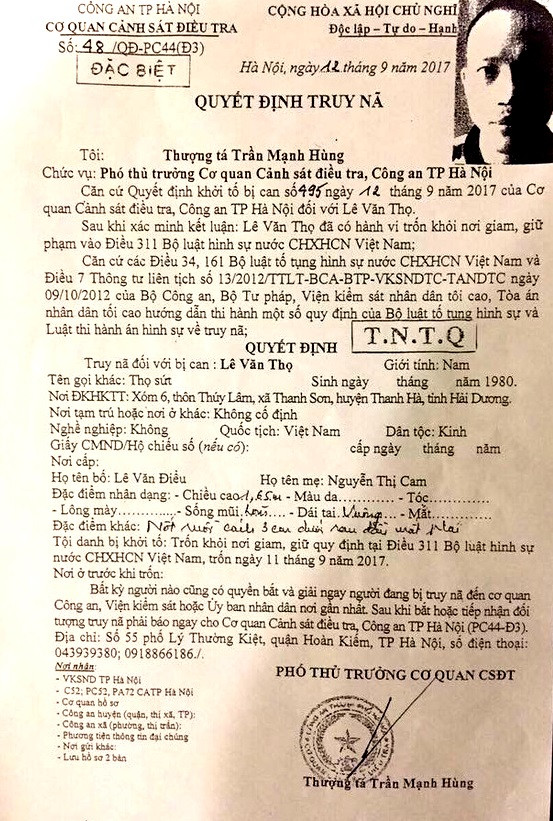 CÔNG AN TP HÀ NỘI
CƠ QUAN CẢNH SÁT ĐIỀU TRA
Số: 48 /QĐ-PC44(Đ3)
ĐẶC BIỆT
CỘNG HÒA XÃ HỘI CHỦ NGHĨ
Độc lập – Tự do – Hạnh
Hà Nội, ngày 12 tháng 9 năm 2017
QUYẾT ĐỊNH TRUY NÃ
Tôi: Thượng tá Trần Mạnh Hùng
Chức vụ: Phó thủ trưởng Cơ quan Cảnh sát điều tra, Công an TP Hà Nội
Căn cứ Quyết định khởi tố bị can số 495 ngày 12 tháng 9 năm 2017 của Cơ
quan Cảnh sát điều tra, Công an TP Hà Nội đối với Lê Văn Thọ.
Sau khi xác minh kết luận: Lê Văn Thọ đã có hành vi trốn khỏi nơi giam, giữ
phạm vào Điều 311 Bộ luật hình sự nước CHXHCN Việt Nam;
Căn cứ các Điều 34, 161 Bộ luật tố tụng hình sự nước CHXHCN Việt Nam và
Điều 7 Thông tư liên tịch số 13/2012/TTLT-BCA-BTP-VKSNDTC-TANDTC ngày
09/10/2012 của Bộ Công an, Bộ Tư pháp, Viện kiểm sát nhân dân tối cao, Tòa án
nhân dân tối cao hướng dẫn thi hành một số quy định của Bộ luật tố tụng hình sự và
Luật thi hành án hình sự về truy nã;
QUYẾT ĐỊNH
T.N.T.Q
Truy nã đối với bị can : Lê Văn Thọ Giới tính: Nam
Tên gọi khác: Thọ sứt Sinh ngày tháng năm 1980.
Nơi ĐKHKTT: Xóm 6, thôn Thúy Lâm, xã Thanh Sơn, huyện Thanh Hà, tỉnh Hải Dương.
Nơi tạm trú hoặc nơi ở khác: Không cố định
Nghề nghiệp: Không Quốc tịch: Việt Nam Dân tộc: Kinh
Giấy CMND/Hộ chiếu số (nếu có): cấp ngày tháng năm
Nơi cấp:
Họ tên bố: Lê Văn Điều Họ tên mẹ: Nguyễn Thị Cam
Đặc điểm nhân dạng: - Chiều cao 1,65m - Màu da........... - Tóc.............
- Lông mày.............. - Sống mũi ... - Dái tai Vuông... - Mắt.............
Đặc điểm khác: Nốt ruồi cách 3 cm dưới sau đầu mắt phải
Tội danh bị khởi tố: Trốn khỏi nơi giam, giữ quy định tại Điều 311 Bộ luật hình sự
nước CHXHCN Việt Nam, trốn ngày 11 tháng 9 năm 2017.
Nơi ở trước khi trốn:
Bất kỳ người nào cũng có quyền bắt và giải ngay người đang bị truy nã đến cơ quan
Công an, Viện kiểm sát hoặc Ủy ban nhân dân nơi gần nhất. Sau khi bắt hoặc tiếp nhận đối
tượng truy nã phải báo ngay cho Cơ quan Cảnh sát điều tra, Công an TP Hà Nội (PC44-Đ3).
Địa chỉ: Số 55 phố Lý Thường Kiệt, quận Hoàn Kiếm, TP Hà Nội, số điện thoại:
043939380; 0918866186./.
Nơi nhận:
- VKSND TP Hà Nội
- C52; PC52, PA72 CATP Hà Nội
- Cơ quan hồ sơ
- Công an huyện (quận, thị xã, TP):
- Công an xã (phường, thị trấn):
- Phương tiện thông tin đại chúng
- Nơi gửi khác:
- Lưu hồ sơ 2 bản
PHÓ THỦ TRƯỞNG CƠ QUAN CSĐT
Thượng tá Trần Mạnh Hùng